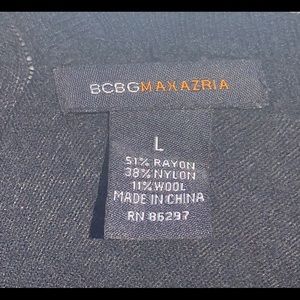 BCBGMAXAZRIA
L
51% RAYON
38% NYLON
11% WOOL
MADE IN CHINA
RN 86297